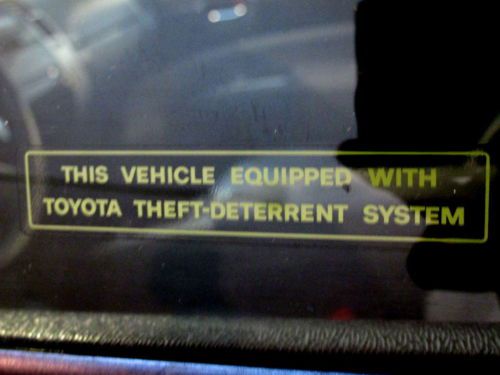 THIS VEHICLE EQUIPPED WITH
TOYOTA THEFT-DETERRENT SYSTEM